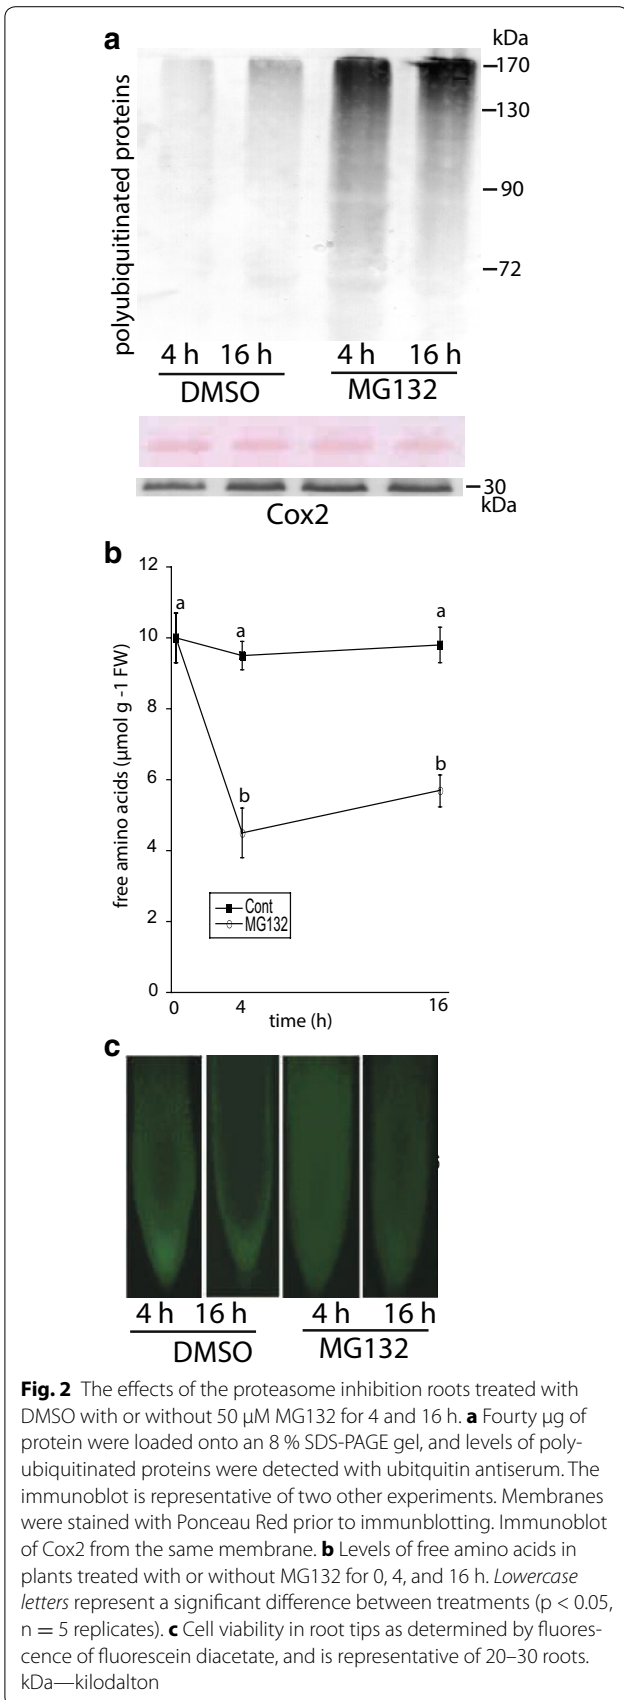 a
kDa
170
130
90
72
polyubiquitinated proteins
4 h 16 h 4 h 16 h
DMSO MG132
30
kDa
Cox2
b
12
10
8
6
4
2
0
free amino acids (µmol g -1 FW)
a
a
a
b
b
Cont
MG132
0 4 16
time (h)
c
4 h 16 h 4 h 16 h
DMSO MG132
Fig. 2 The effects of the proteasome inhibition roots treated with
DMSO with or without 50 µM MG132 for 4 and 16 h. a Fourty µg of
protein were loaded onto an 8 % SDS-PAGE gel, and levels of poly-
ubiquitinated proteins were detected with ubitquitin antiserum. The
immunoblot is representative of two other experiments. Membranes
were stained with Ponceau Red prior to immunblotting. Immunoblot
of Cox2 from the same membrane. b Levels of free amino acids in
plants treated with or without MG132 for 0, 4, and 16 h. Lowercase
letters represent a significant difference between treatments (p < 0.05,
n = 5 replicates). c Cell viability in root tips as determined by fluores-
cence of fluorescein diacetate, and is representative of 20–30 roots.
kDa—kilodalton